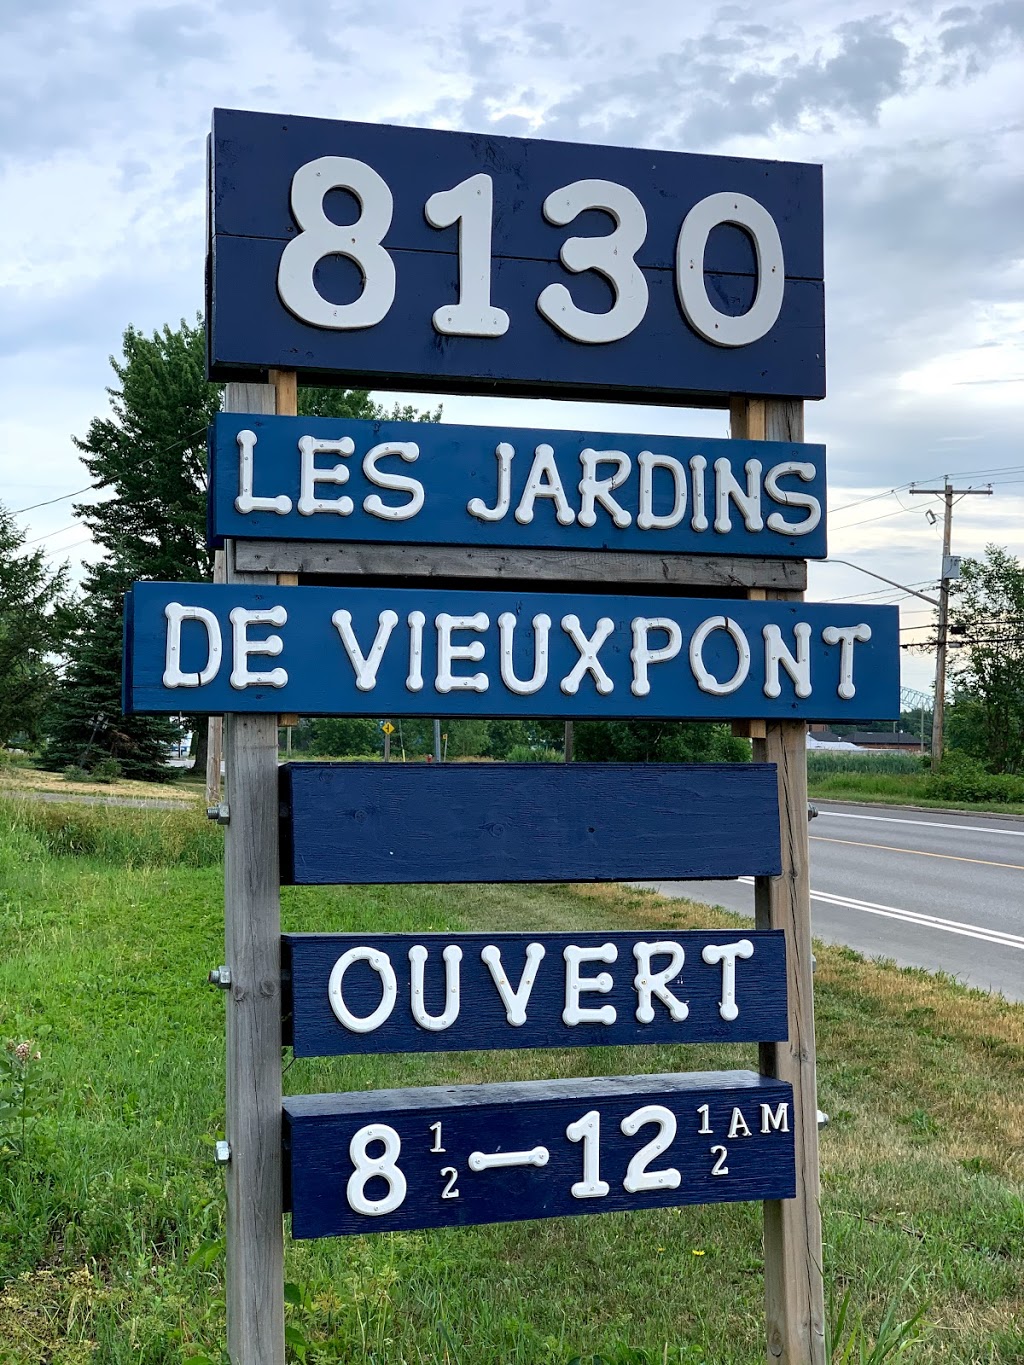 8130
LES JARDINS
DE VIEUXPONT
OUVERT
8 1/2 — 12 1/2 AM